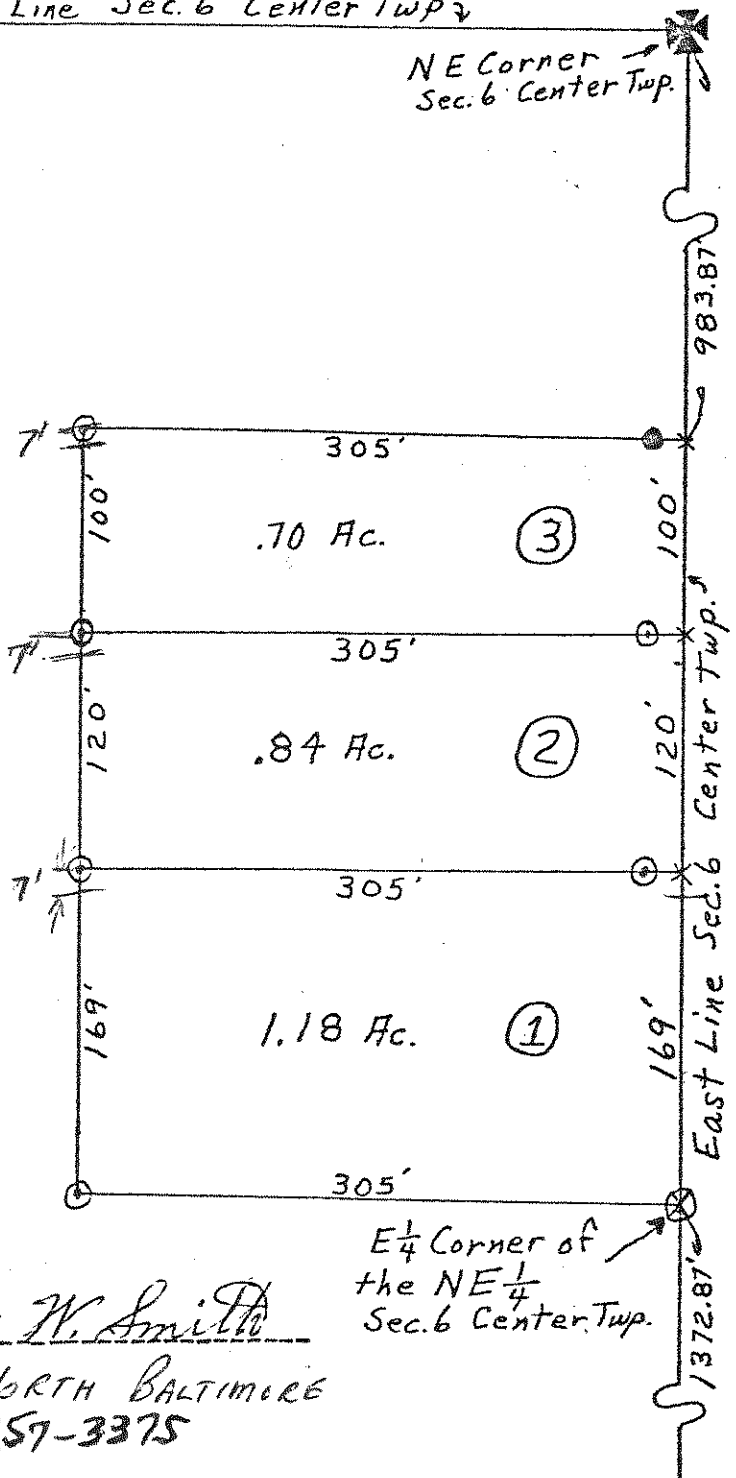 Line Sec. 6 Center Twp
N E Corner
Sec. 6 Center Twp.
983.87'
7'
305'
100'
.70 Ac.
3
100'
7'
305'
120'
.84 Ac.
2
120'
7'
305'
169'
1.18 Ac.
1
169'
East Line Sec. 6 Center Twp.
305'
E 1/4 Corner of
the NE 1/4
Sec. 6 Center Twp.
1372.87'
W. Smith
ORTH BALTIMORE
57-3375